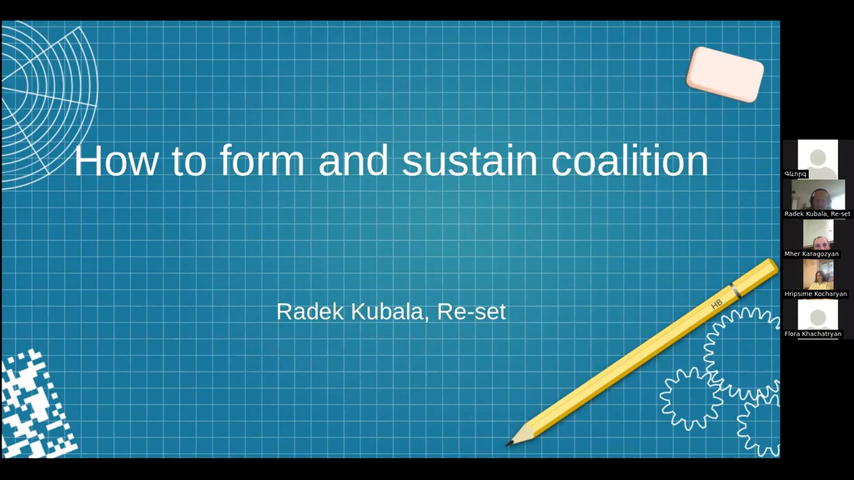 How to form and sustain coalition
Radek Kubala, Re-set
HB
Գևորգ
Radek Kubala, Re-set
Mher Karagozyan
Hripsime Kocharyan
Flora Khachatryan